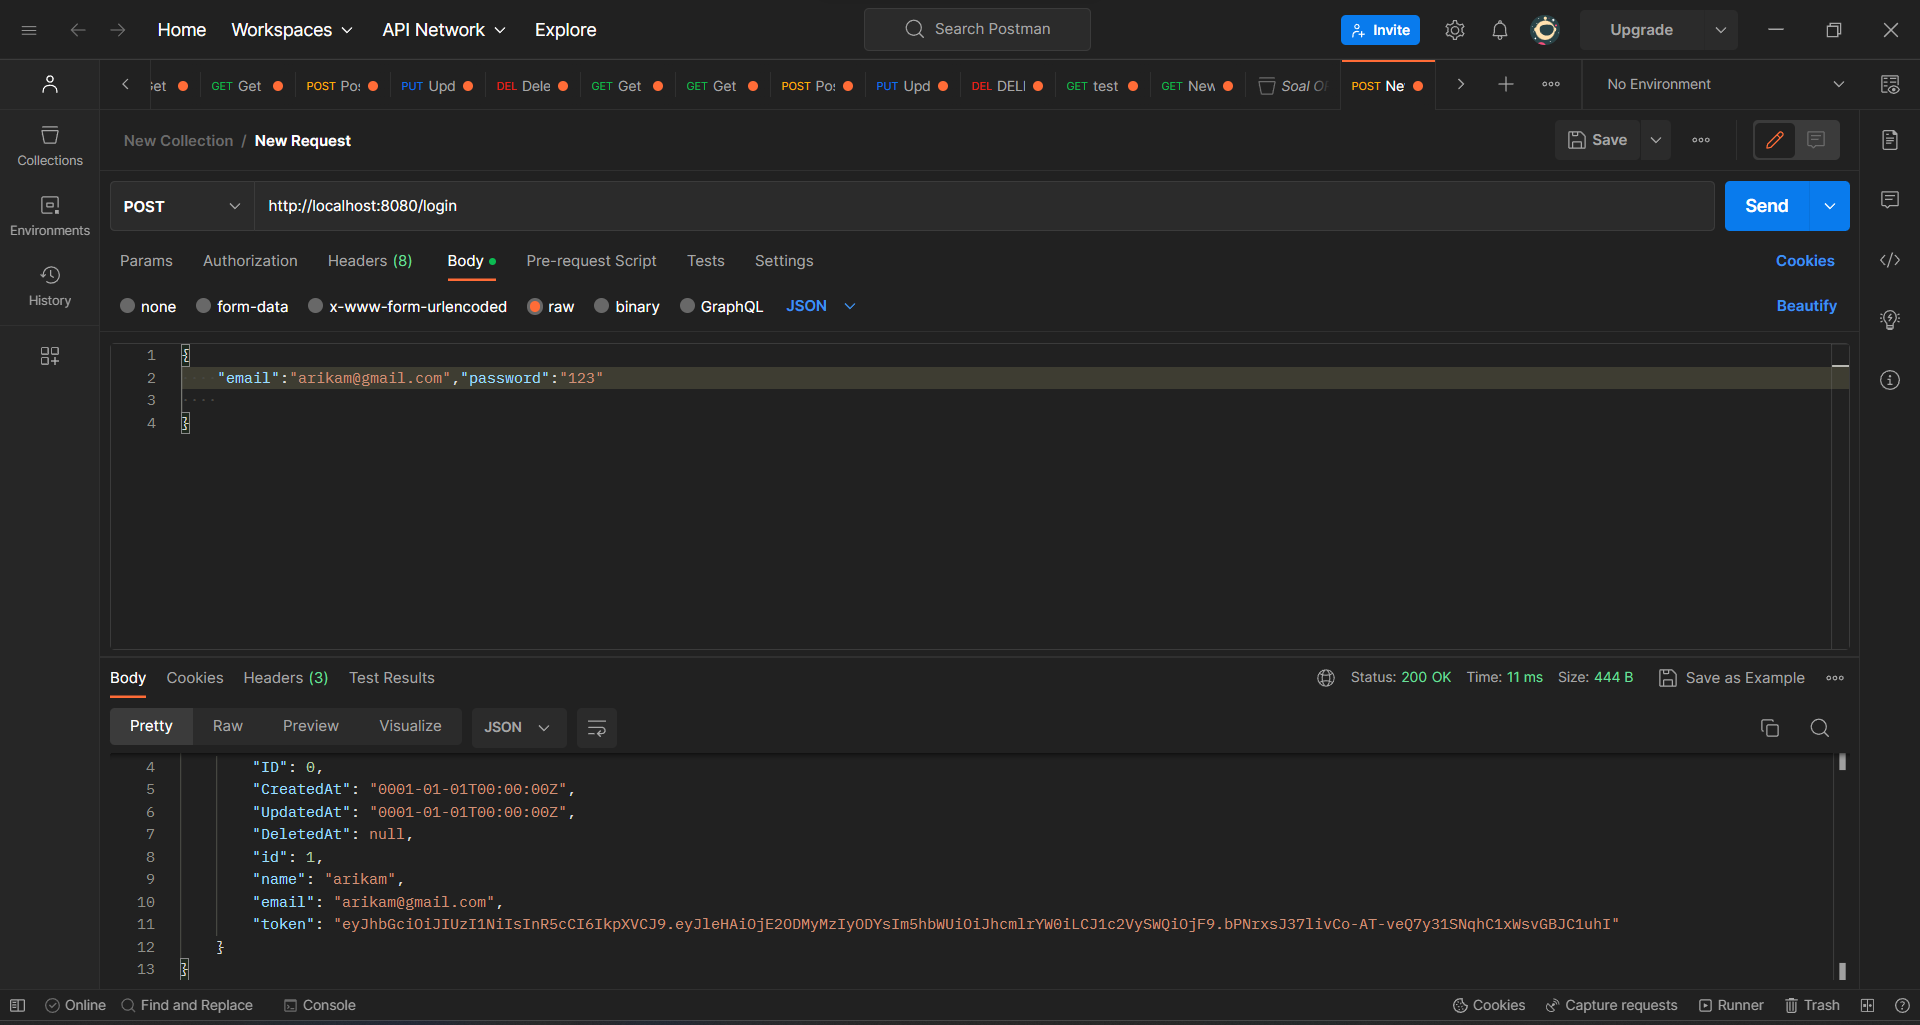 Home Workspaces API Network Explore Search Postman Invite Upgrade
GET Get POST Po PUT Upd DEL Dele GET Get GET Get POST Po PUT Upd DEL DELI GET test GET New Soal O POST Ne No Environment
New Collection / New Request Save
Collections
Environments
History
POST http://localhost:8080/login Send
Params Authorization Headers (8) Body Pre-request Script Tests Settings Cookies
none form-data x-www-form-urlencoded raw binary GraphQL JSON Beautify
1 {
2 "email":"arikam@gmail.com","password":"123"
3
4 }
Body Cookies Headers (3) Test Results Status: 200 OK Time: 11 ms Size: 444 B Save as Example
Pretty Raw Preview Visualize JSON
4 "ID": 0,
5 "CreatedAt": "0001-01-01T00:00:00Z",
6 "UpdatedAt": "0001-01-01T00:00:00Z",
7 "DeletedAt": null,
8 "id": 1,
9 "name": "arikam",
10 "email": "arikam@gmail.com",
11 "token": "eyJhbGciOiJIUzI1NiIsInR5cCI6IkpXVCJ9.eyJleHAiOjE2ODMyMzIyODYsIm5hbWUiOiJhcmlrYW0iLCJ1c2VySWQiOjF9.bPNrxsJ37livCo-AT-veQ7y31SNqhC1xWsvGBJC1uhI"
12 }
13 }
Online Find and Replace Console Cookies Capture requests Runner Trash